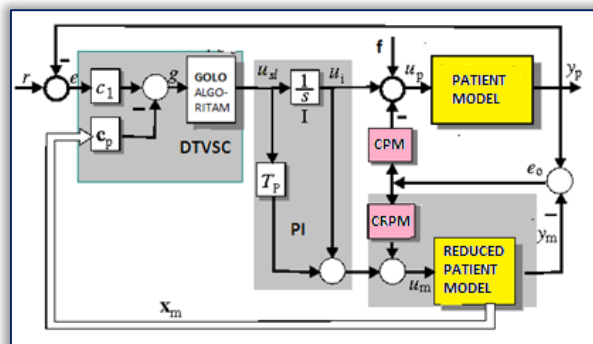 f
r
e
c1
g
GOLO
ALGO-
RITAM
usl
1
s
I
ui
up
PATIENT
MODEL
yp
cp
DTVSC
CPM
TP
PI
eo
CRPM
ym
REDUCED
PATIENT
MODEL
um
xm